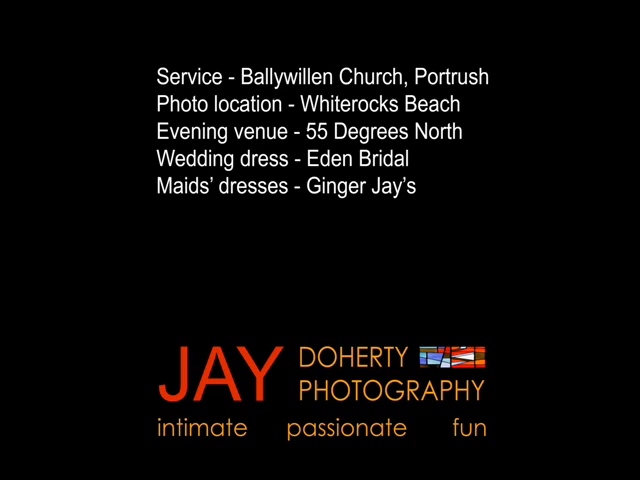 Service - Ballywillen Church, Portrush
Photo location - Whiterocks Beach
Evening venue - 55 Degrees North
Wedding dress - Eden Bridal
Maids’ dresses - Ginger Jay’s
JAY DOHERTY
PHOTOGRAPHY
intimate passionate fun